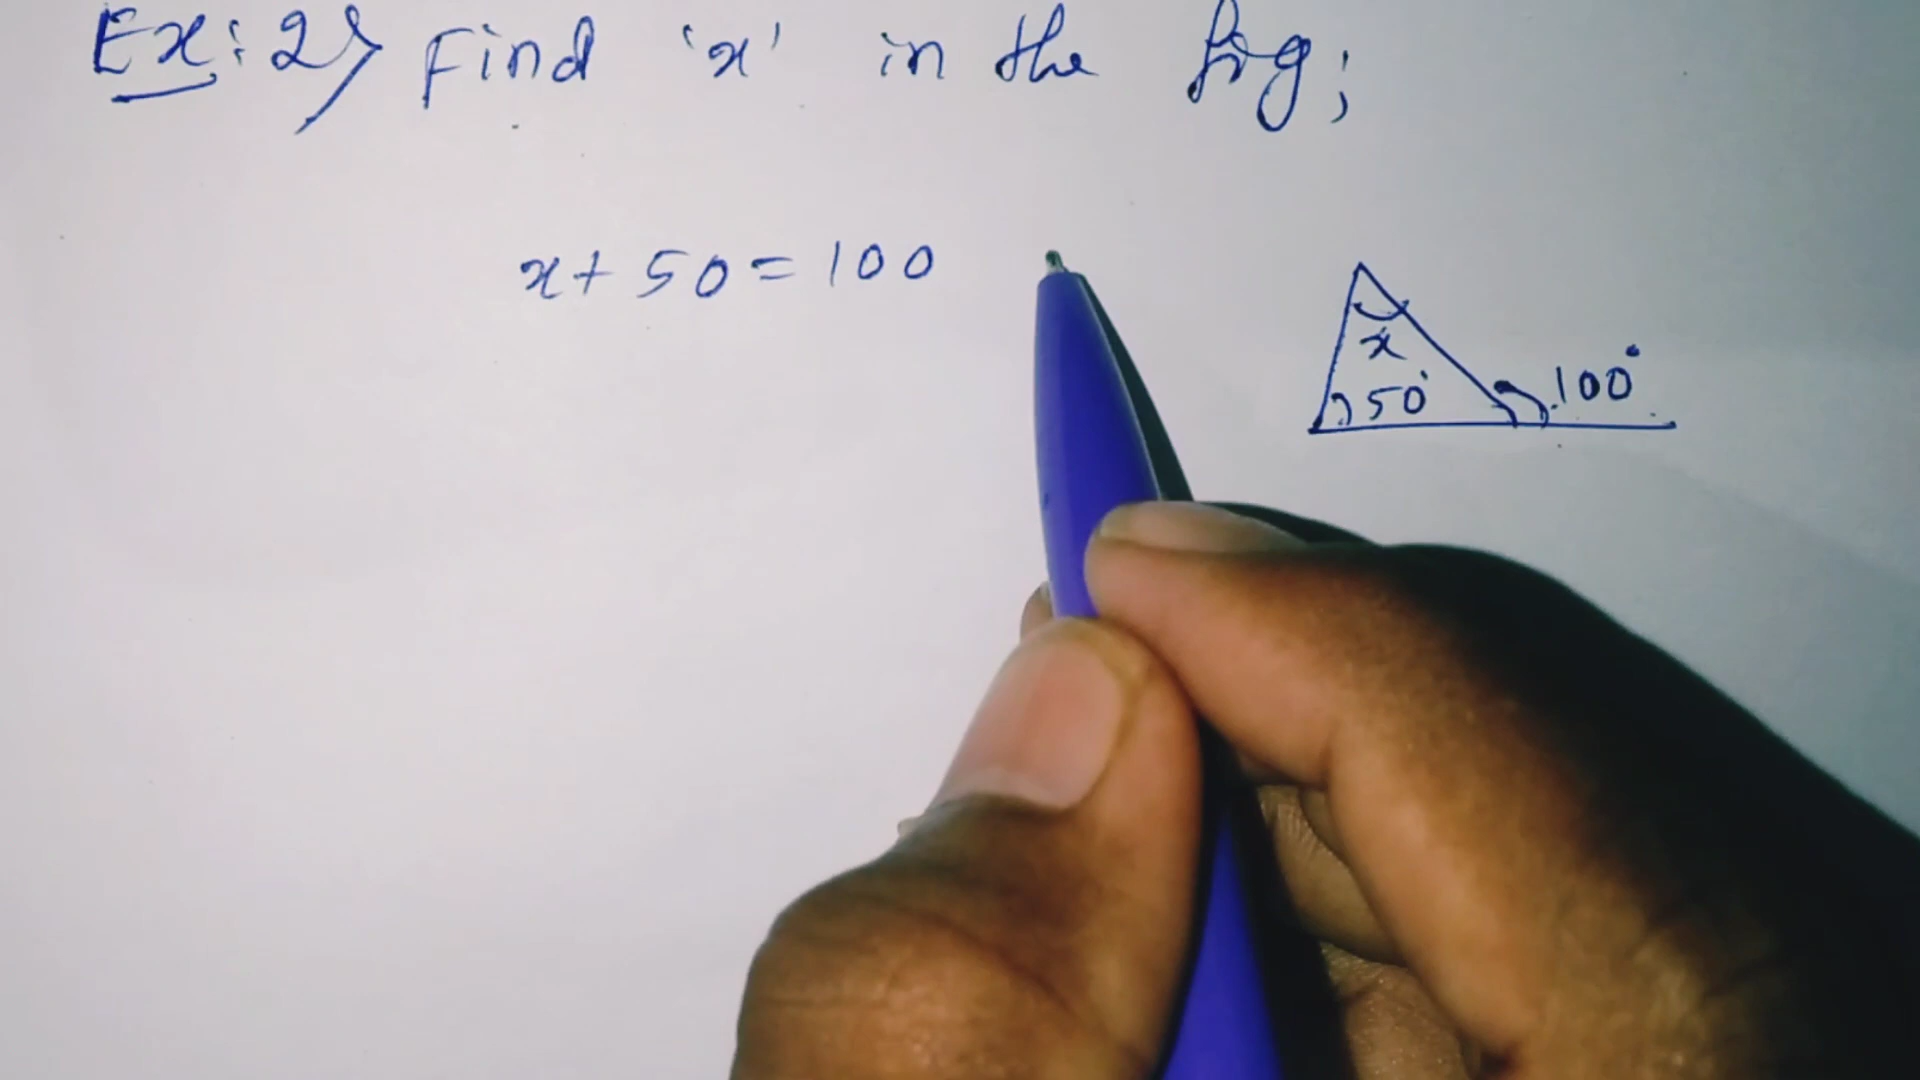 Ex: 2) Find 'x' in the fig;
x + 50 = 100
x
50° 100°